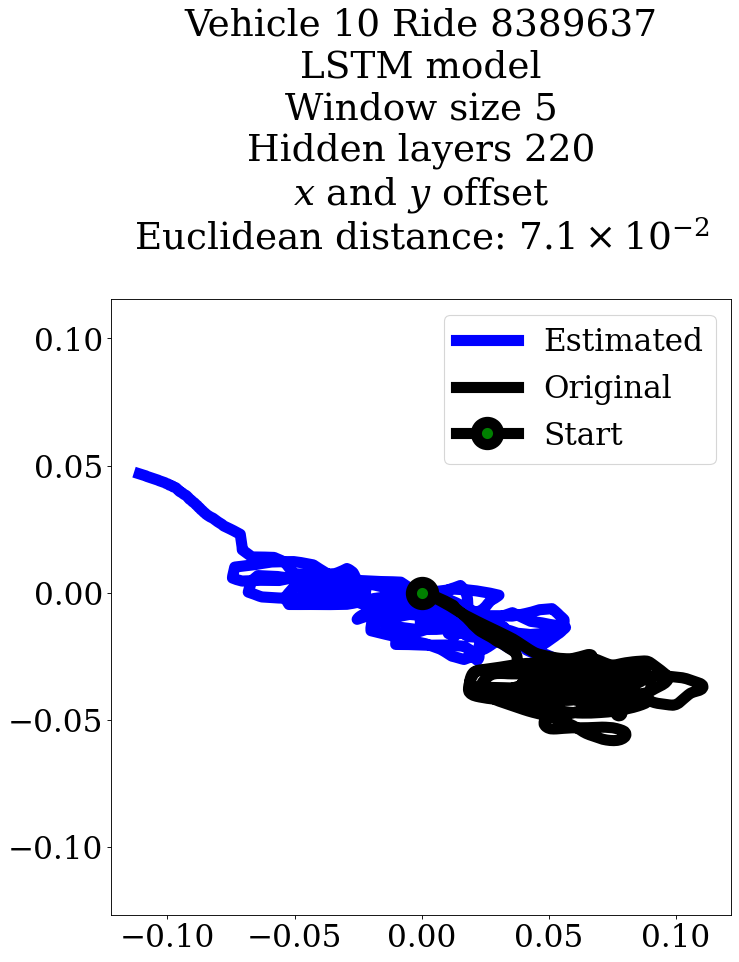 Vehicle 10 Ride 8389637
LSTM model
Window size 5
Hidden layers 220
x and y offset
Euclidean distance: 7.1 × 10⁻²
Estimated
Original
Start
0.10
0.05
0.00
−0.05
−0.10
−0.10 −0.05 0.00 0.05 0.10